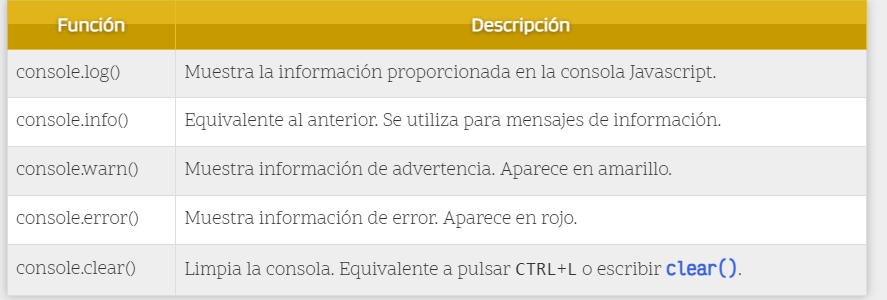 Función Descripción
console.log() Muestra la información proporcionada en la consola Javascript.
console.info() Equivalente al anterior. Se utiliza para mensajes de información.
console.warn() Muestra información de advertencia. Aparece en amarillo.
console.error() Muestra información de error. Aparece en rojo.
console.clear() Limpia la consola. Equivalente a pulsar CTRL+L o escribir clear().